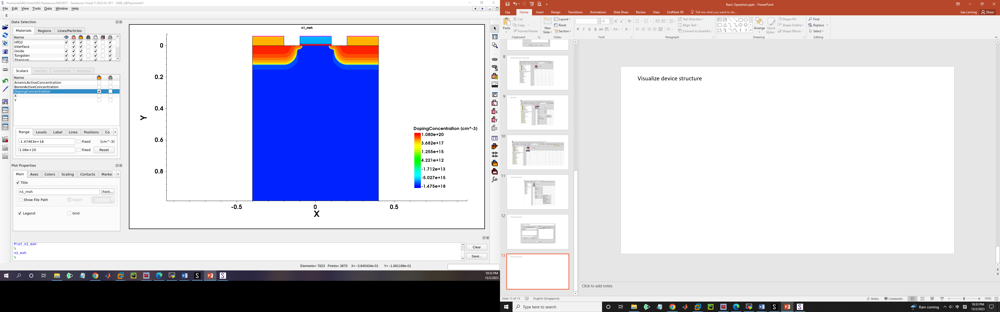 /home/ee5442/imem002/Sentaurus/MOSFET - Sentaurus Visual T-2022.03-SP1 - SWB_2@Feynman01
File Edit View Tools Data Window Help
E
Data Selection
Materials Regions Lines/Particles
Name
HfO2
Interface
Oxide
Tungsten
Titanium
Scalars Vectors Interfaces Particles
Name
ArsenicActiveConcentration
BoronActiveConcentration
DopingConcentration
X
Y
Range Levels Label Lines Positions Co
-1.47463e+18 Fixed [cm^-3]
1.08e+20 Fixed Reset
Plot Properties
Main Axes Colors Scaling Contacts Marke
Title
n1_msh Font...
Show File Path Depth 3
Legend Grid
n1_msh
0
0.2
0.4
0.6
0.8
Y
-0.5 0 0.5
X
DopingConcentration (cm^-3)
1.080e+20
3.682e+17
1.255e+15
4.221e+12
-1.712e+13
-5.027e+15
-1.475e+18
Plot_n1_msh
%
n1_msh
%
Clear
Save...
Elements= 7823 Points= 3870 X= -3.845434e-01 Y= -1.681198e-01
10:33 PM
13/2/2023
Basic Opeartion.pptx - PowerPoint
File Home Insert Design Transitions Animations Slide Show Review View EndNote X9 Tell me what you want to do...
Jiao Leming Share
Paste
Cut
Copy
Format Painter
Clipboard
New Slide
Layout
Reset
Section
Slides
18
Font
Text Direction
Align Text
Convert to SmartArt
Paragraph
Arrange
Quick Styles
Shape Fill
Shape Outline
Shape Effects
Drawing
Find
Replace
Select
Editing
8
9
10
11
12
13
Visualize device structure
Click to add notes
Slide 13 of 13 English (Singapore)
Notes Comments 100%
Type here to search
Rain coming
中
10:33 PM
13/2/2023